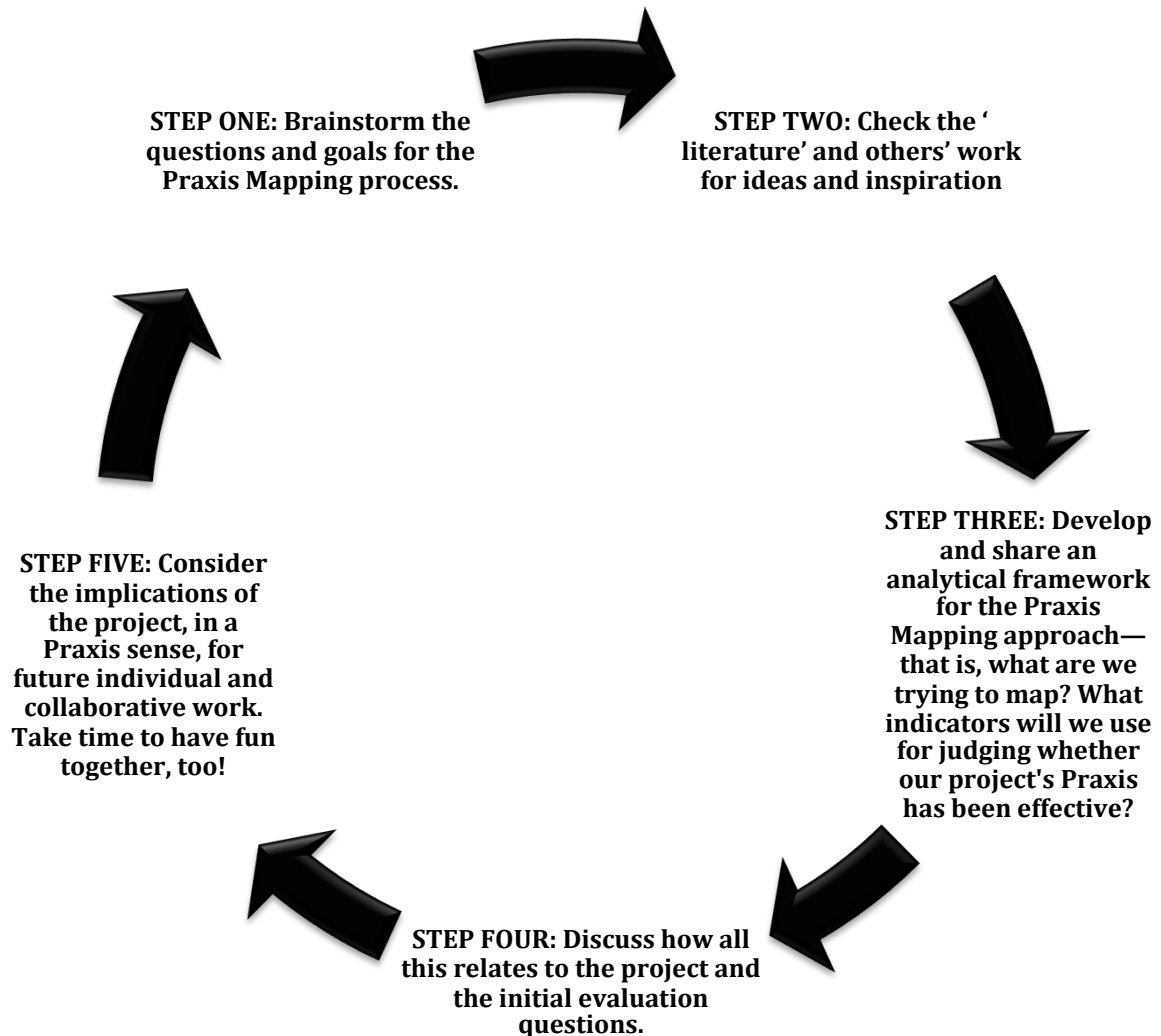 STEP ONE: Brainstorm the
questions and goals for the
Praxis Mapping process.
STEP TWO: Check the ‘
literature’ and others’ work
for ideas and inspiration
STEP THREE: Develop
and share an
analytical framework
for the Praxis
Mapping approach—
that is, what are we
trying to map? What
indicators will we use
for judging whether
our project's Praxis
has been effective?
STEP FOUR: Discuss how all
this relates to the project and
the initial evaluation
questions.
STEP FIVE: Consider
the implications of
the project, in a
Praxis sense, for
future individual and
collaborative work.
Take time to have fun
together, too!